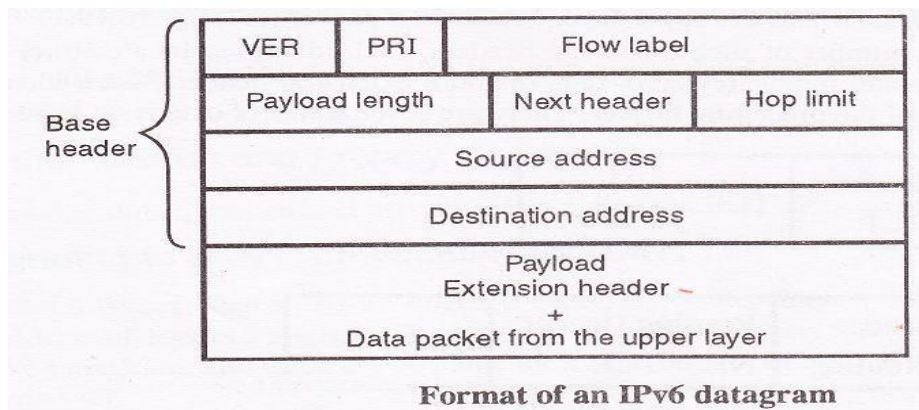 VER PRI Flow label
Payload length Next header Hop limit
Base
header
Source address
Destination address
Payload
Extension header
+
Data packet from the upper layer
Format of an IPv6 datagram